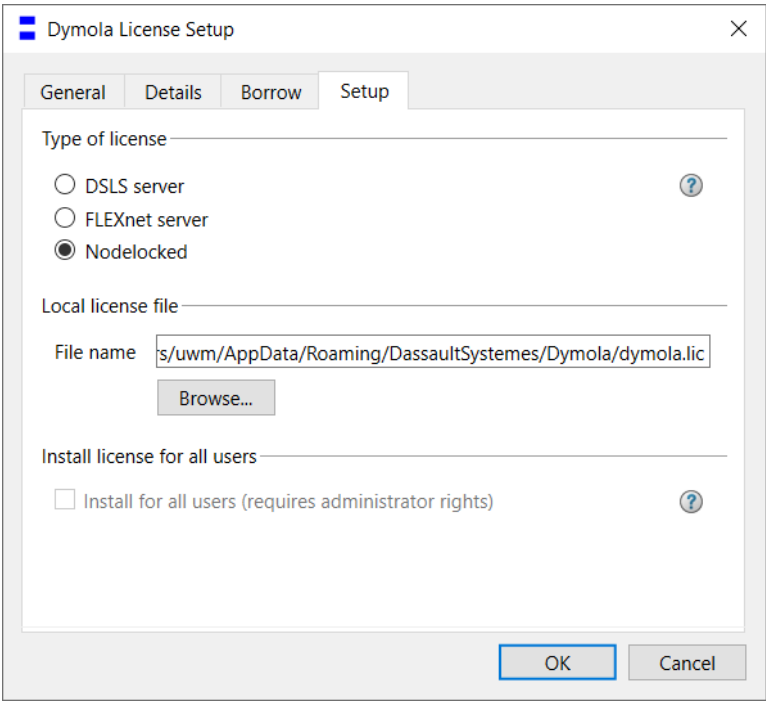 Dymola License Setup
General Details Borrow Setup
Type of license
DSLS server
?
FLEXnet server
Nodelocked
Local license file
File name rs/uwm/AppData/Roaming/DassaultSystemes/Dymola/dymola.lic
Browse...
Install license for all users
Install for all users (requires administrator rights)
?
OK Cancel